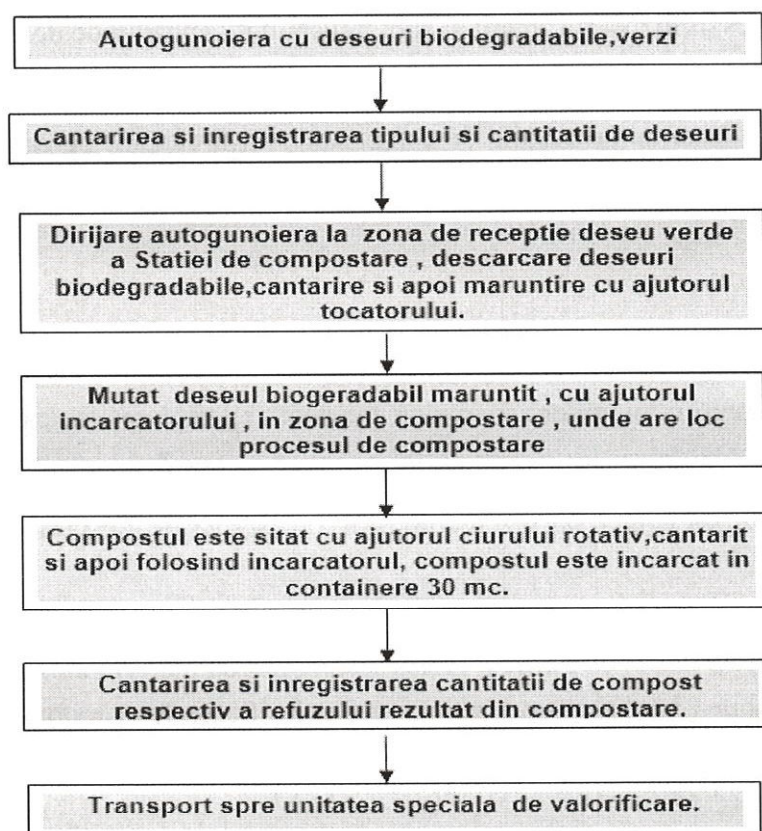 Autogunoiera cu deseuri biodegradabile,verzi
Cantarirea si inregistrarea tipului si cantitatii de deseuri
Dirijare autogunoiera la zona de receptie deseu verde
a Statiei de compostare , descarcare deseuri
biodegradabile,cantarire si apoi maruntire cu ajutorul
tocatorului.
Mutat deseul biogeradabil maruntit , cu ajutorul
incarcatorului , in zona de compostare , unde are loc
procesul de compostare
Compostul este sitat cu ajutorul ciurului rotativ,cantarit
si apoi folosind incarcatorul, compostul este incarcat in
containere 30 mc.
Cantarirea si inregistrarea cantitatii de compost
respectiv a refuzului rezultat din compostare.
Transport spre unitatea speciala de valorificare.